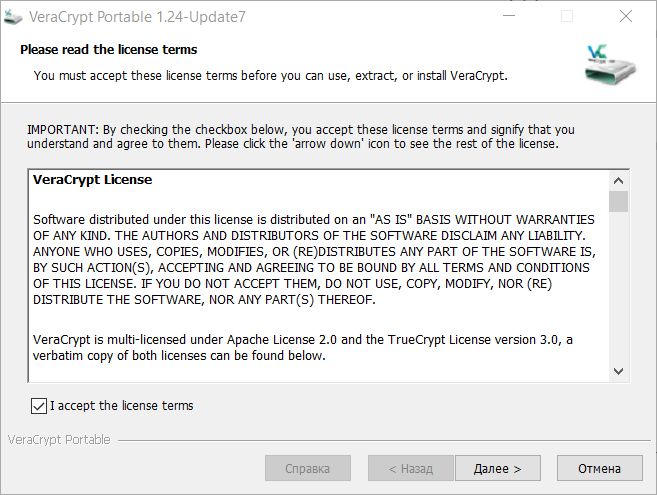 VeraCrypt Portable 1.24-Update7
Please read the license terms
You must accept these license terms before you can use, extract, or install VeraCrypt.
VC
IMPORTANT: By checking the checkbox below, you accept these license terms and signify that you
understand and agree to them. Please click the 'arrow down' icon to see the rest of the license.
VeraCrypt License
Software distributed under this license is distributed on an "AS IS" BASIS WITHOUT WARRANTIES
OF ANY KIND. THE AUTHORS AND DISTRIBUTORS OF THE SOFTWARE DISCLAIM ANY LIABILITY.
ANYONE WHO USES, COPIES, MODIFIES, OR (RE)DISTRIBUTES ANY PART OF THE SOFTWARE IS,
BY SUCH ACTION(S), ACCEPTING AND AGREEING TO BE BOUND BY ALL TERMS AND CONDITIONS
OF THIS LICENSE. IF YOU DO NOT ACCEPT THEM, DO NOT USE, COPY, MODIFY, NOR (RE)
DISTRIBUTE THE SOFTWARE, NOR ANY PART(S) THEREOF.
VeraCrypt is multi-licensed under Apache License 2.0 and the TrueCrypt License version 3.0, a
verbatim copy of both licenses can be found below.
I accept the license terms
VeraCrypt Portable
Справка
< Назад
Далее >
Отмена